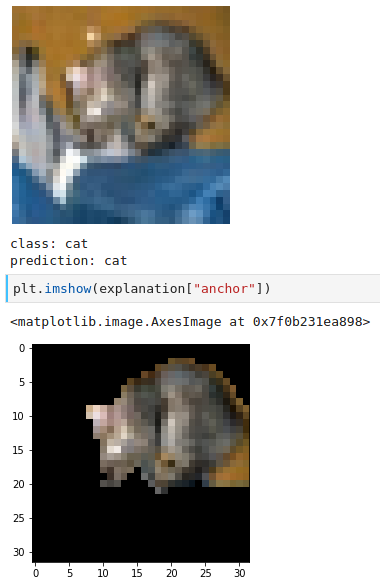 class: cat
prediction: cat
plt.imshow(explanation["anchor"])
<matplotlib.image.AxesImage at 0x7f0b231ea898>
0
5
10
15
20
25
30
0 5 10 15 20 25 30